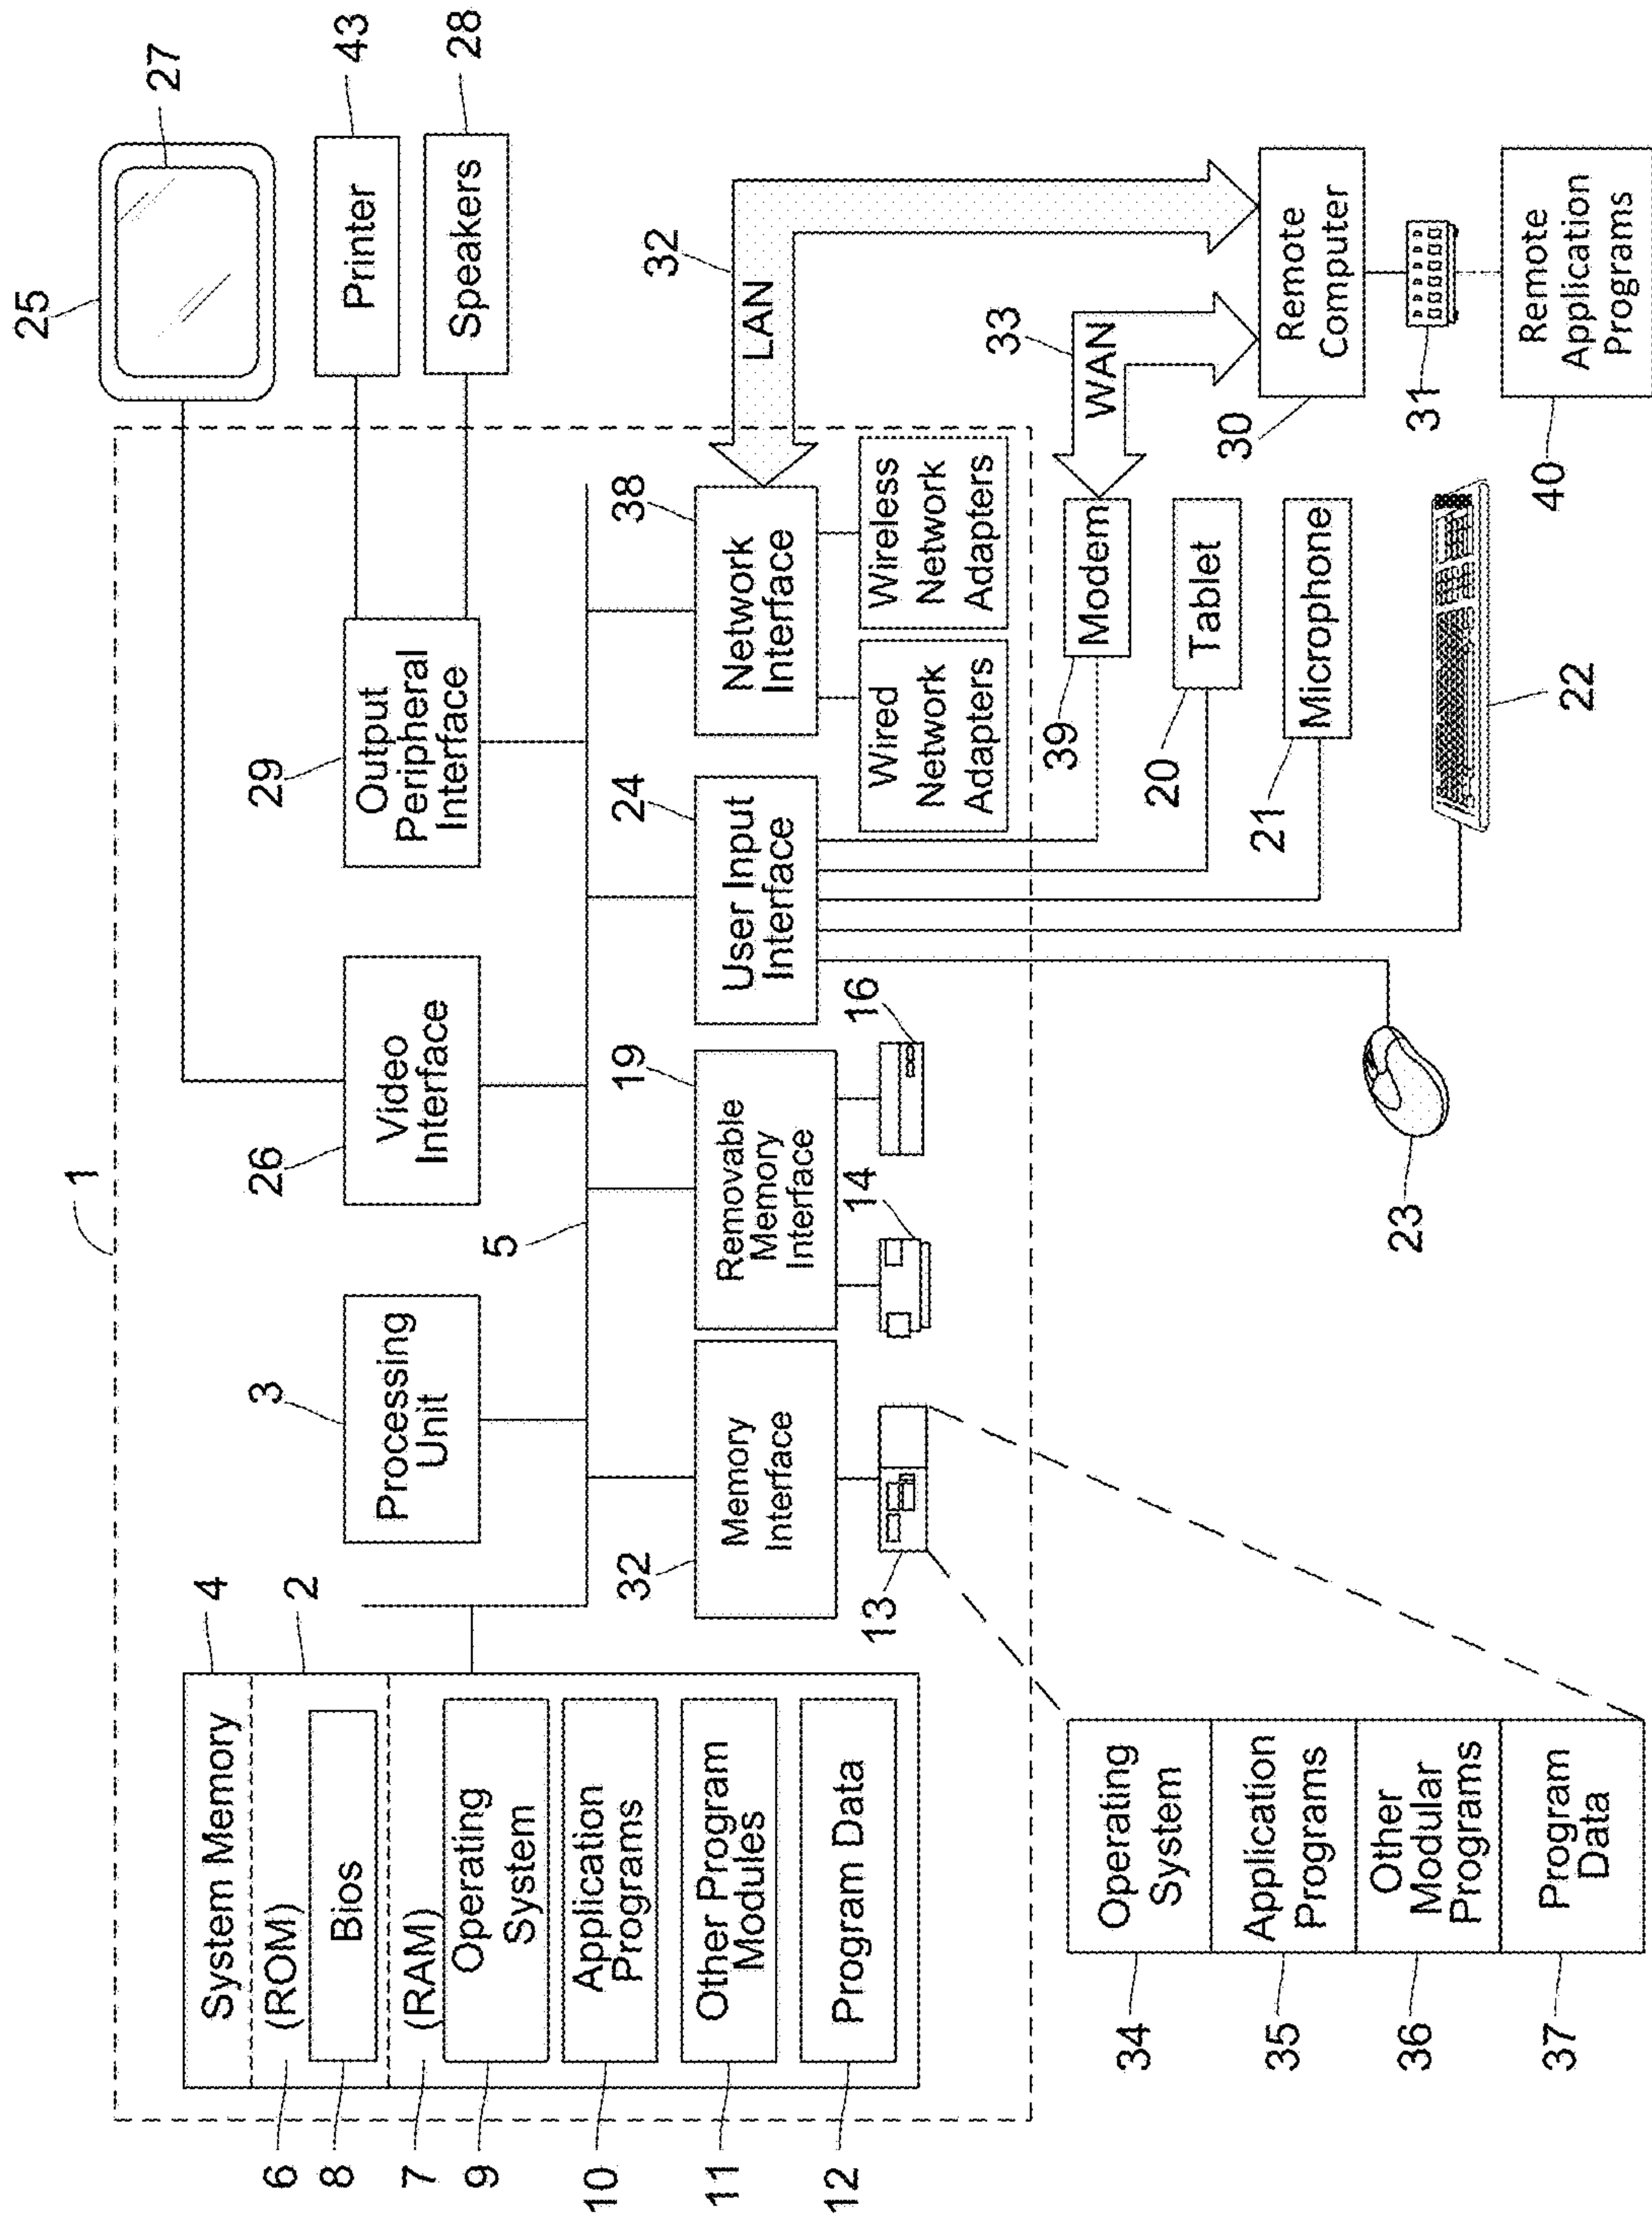 1
25
27
System Memory
4
(ROM)
2
6
Bios
8
(RAM)
7
Operating
System
9
Application
Programs
10
Other Program
Modules
11
Program Data
12
3
Processing
Unit
5
26
Video
Interface
29
Output
Peripheral
Interface
Printer
43
Speakers
28
32
Memory
Interface
13
19
Removable
Memory
Interface
14
16
24
User Input
Interface
38
Network
Interface
Wired
Network
Adapters
Wireless
Network
Adapters
LAN
32
WAN
33
39
Modem
20
Tablet
21
Microphone
22
23
30
Remote
Computer
31
40
Remote
Application
Programs
34
Operating
System
35
Application
Programs
36
Other
Modular
Programs
37
Program
Data